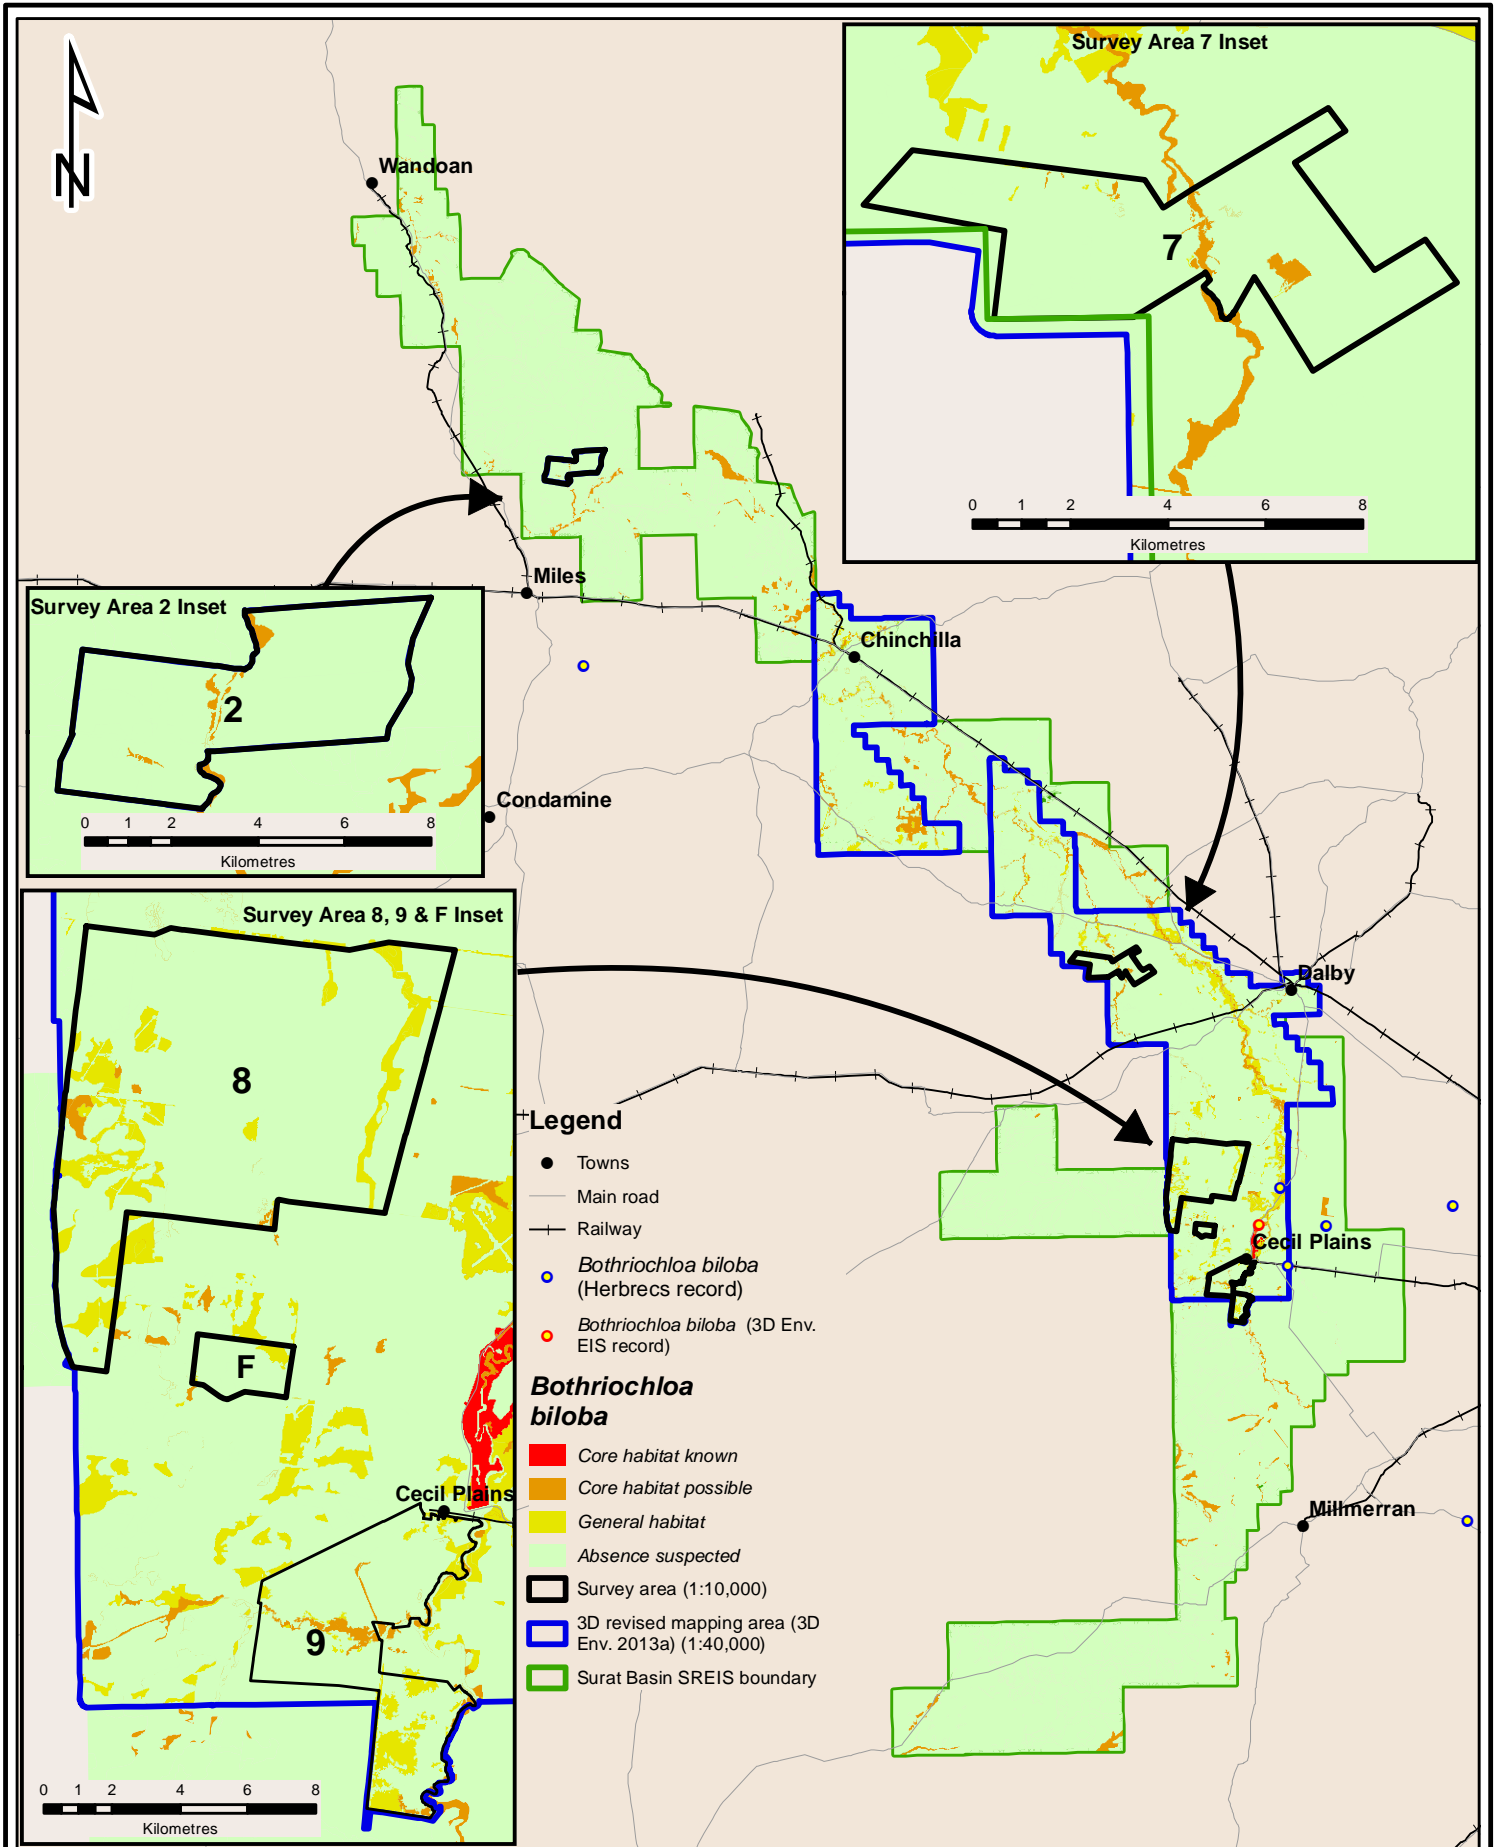 Survey Area 7 Inset
N
Wandoan
7
0 1 2 4 6 8
Kilometres
Miles
Survey Area 2 Inset
2
0 1 2 4 6 8
Kilometres
Chinchilla
Condamine
Survey Area 8, 9 & F Inset
8
F
Cecil Plains
9
0 1 2 4 6 8
Kilometres
Dalby
Cecil Plains
Millmerran
Legend
Towns
Main road
Railway
Bothriochloa biloba
(Herbrecs record)
Bothriochloa biloba (3D Env.
EIS record)
Bothriochloa
biloba
Core habitat known
Core habitat possible
General habitat
Absence suspected
Survey area (1:10,000)
3D revised mapping area (3D
Env. 2013a) (1:40,000)
Surat Basin SREIS boundary